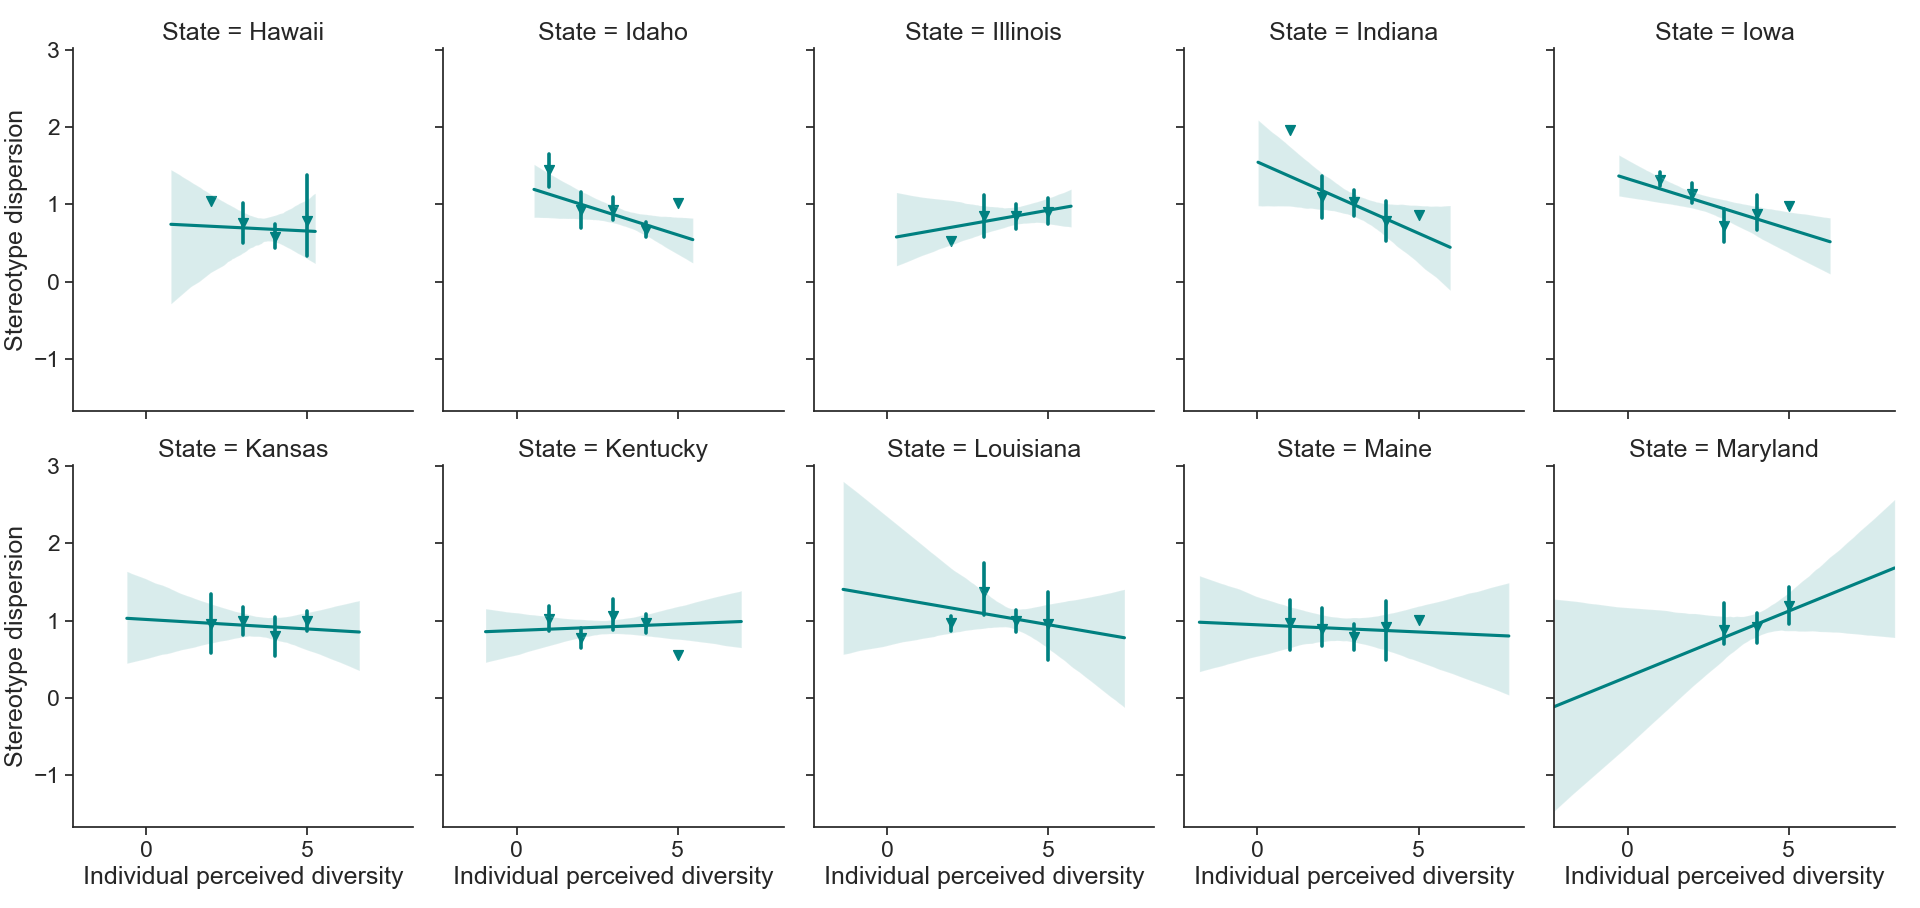 State = Hawaii
State = Idaho
State = Illinois
State = Indiana
State = Iowa
3
2
1
0
−1
Stereotype dispersion
State = Kansas
State = Kentucky
State = Louisiana
State = Maine
State = Maryland
3
2
1
0
−1
Stereotype dispersion
0 5
0 5
0 5
0 5
0 5
Individual perceived diversity
Individual perceived diversity
Individual perceived diversity
Individual perceived diversity
Individual perceived diversity